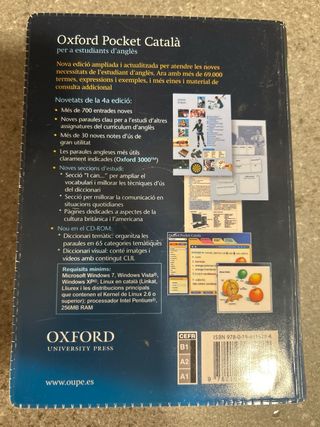 Oxford Pocket Català
per a estudiants d'anglès
Nova edició ampliada i actualitzada per atendre les noves
necessitats de l'estudiant d'anglès. Ara amb més de 69.000
termes, expressions i exemples, i més eines i material de
consulta addicional
Novetats de la 4a edició:
• Més de 700 entrades noves
• Noves paraules clau per a l'estudi d'altres
assignatures del currículum d'anglès
• Més de 30 noves notes d'ús de
gran utilitat
• Les paraules angleses més útils
clarament indicades (Oxford 3000™)
Noves seccions d'estudi:
• Secció "I can..." per ampliar el
vocabulari i millorar les tècniques d'ús
del diccionari
• Secció per millorar la comunicació en
situacions quotidianes
• Pàgines dedicades a aspectes de la
cultura britànica i l'americana
• Nou en el CD-ROM:
• Diccionari temàtic: organitza les
paraules en 65 categories temàtiques
• Diccionari visual: conté imatges i
vídeos amb contingut CLIL
Requisits mínims:
Microsoft Windows 7, Windows Vista®,
Windows XP®; Linux en català (Linkat,
Lliurex i les distribucions principals
que contenen el Kernel de Linux 2.6 o
superior); processador Intel Pentium®,
256MB RAM
Oxford Pocket Català
OXFORD
UNIVERSITY PRESS
www.oupe.es
CEFR
B1
A2
A1